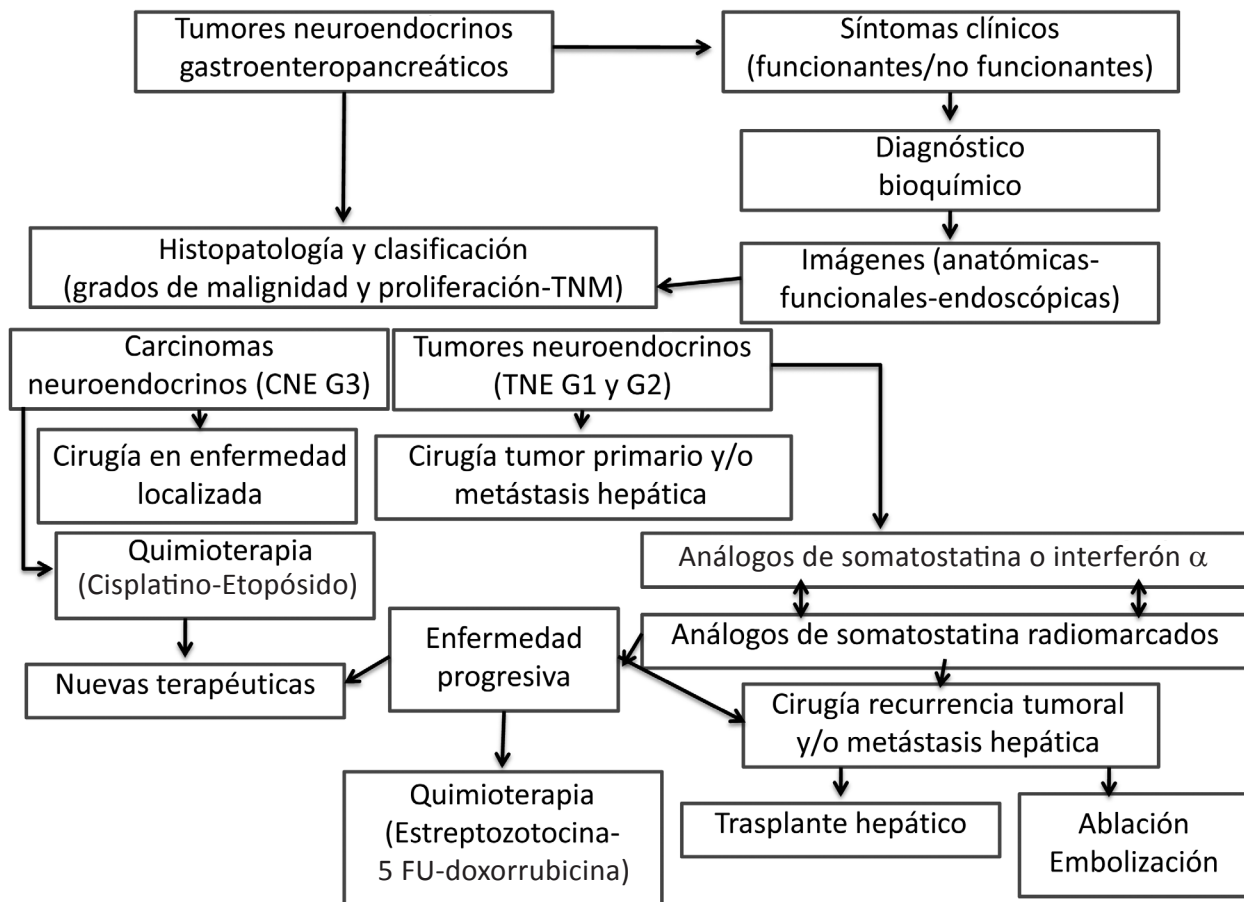 Tumores neuroendocrinos
gastroenteropancreáticos
Síntomas clínicos
(funcionantes/no funcionantes)
Diagnóstico
bioquímico
Histopatología y clasificación
(grados de malignidad y proliferación-TNM)
Imágenes (anatómicas-
funcionales-endoscópicas)
Carcinomas
neuroendocrinos (CNE G3)
Tumores neuroendocrinos
(TNE G1 y G2)
Cirugía en enfermedad
localizada
Cirugía tumor primario y/o
metástasis hepática
Quimioterapia
(Cisplatino-Etopósido)
Análogos de somatostatina o interferón α
Enfermedad
progresiva
Análogos de somatostatina radiomarcados
Nuevas terapéuticas
Cirugía recurrencia tumoral
y/o metástasis hepática
Quimioterapia
(Estreptozotocina-
5 FU-doxorrubicina)
Trasplante hepático
Ablación
Embolización